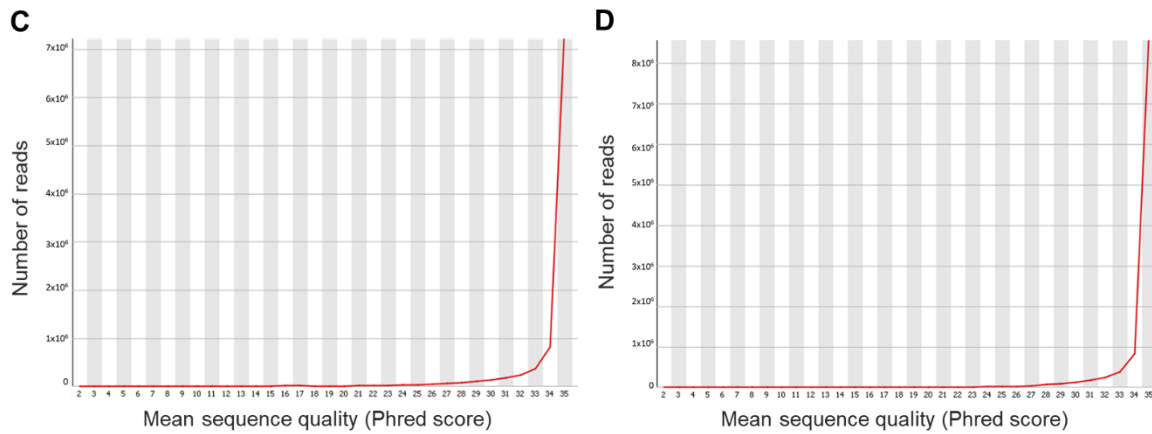 C
7x10⁶
6x10⁶
5x10⁶
4x10⁶
3x10⁶
2x10⁶
1x10⁶
0
Number of reads
2 3 4 5 6 7 8 9 10 11 12 13 14 15 16 17 18 19 20 21 22 23 24 25 26 27 28 29 30 31 32 33 34 35
Mean sequence quality (Phred score)
D
8x10⁶
7x10⁶
6x10⁶
5x10⁶
4x10⁶
3x10⁶
2x10⁶
1x10⁶
0
Number of reads
2 3 4 5 6 7 8 9 10 11 12 13 14 15 16 17 18 19 20 21 22 23 24 25 26 27 28 29 30 31 32 33 34 35
Mean sequence quality (Phred score)